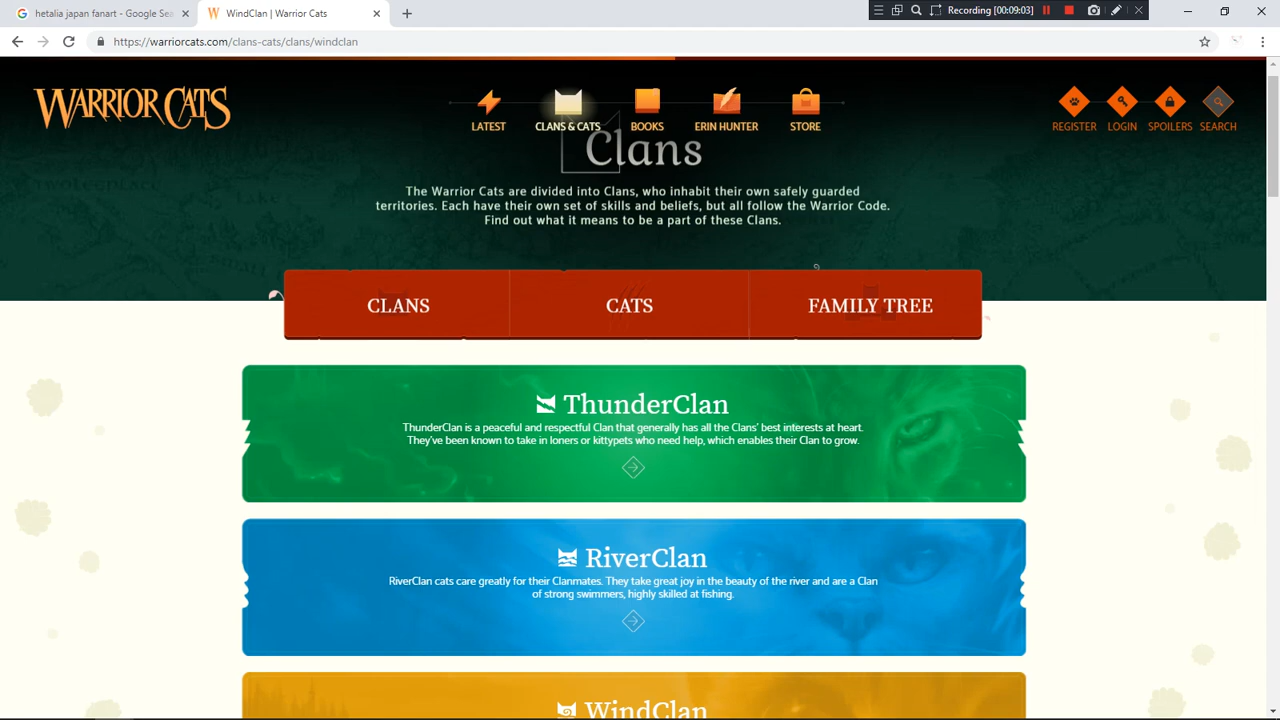 hetalia japan fanart - Google Sea
WindClan | Warrior Cats
Recording [00:09:03]
https://warriorcats.com/clans-cats/clans/windclan
WARRIOR CATS
LATEST
CLANS & CATS
BOOKS
ERIN HUNTER
STORE
REGISTER
LOGIN
SPOILERS
SEARCH
Clans
The Warrior Cats are divided into Clans, who inhabit their own safely guarded
territories. Each have their own set of skills and beliefs, but all follow the Warrior Code.
Find out what it means to be a part of these Clans.
CLANS
CATS
FAMILY TREE
ThunderClan
ThunderClan is a peaceful and respectful Clan that generally has all the Clans' best interests at heart.
They've been known to take in loners or kittypets who need help, which enables their Clan to grow.
RiverClan
RiverClan cats care greatly for their Clanmates. They take great joy in the beauty of the river and are a Clan
of strong swimmers, highly skilled at fishing.
WindClan